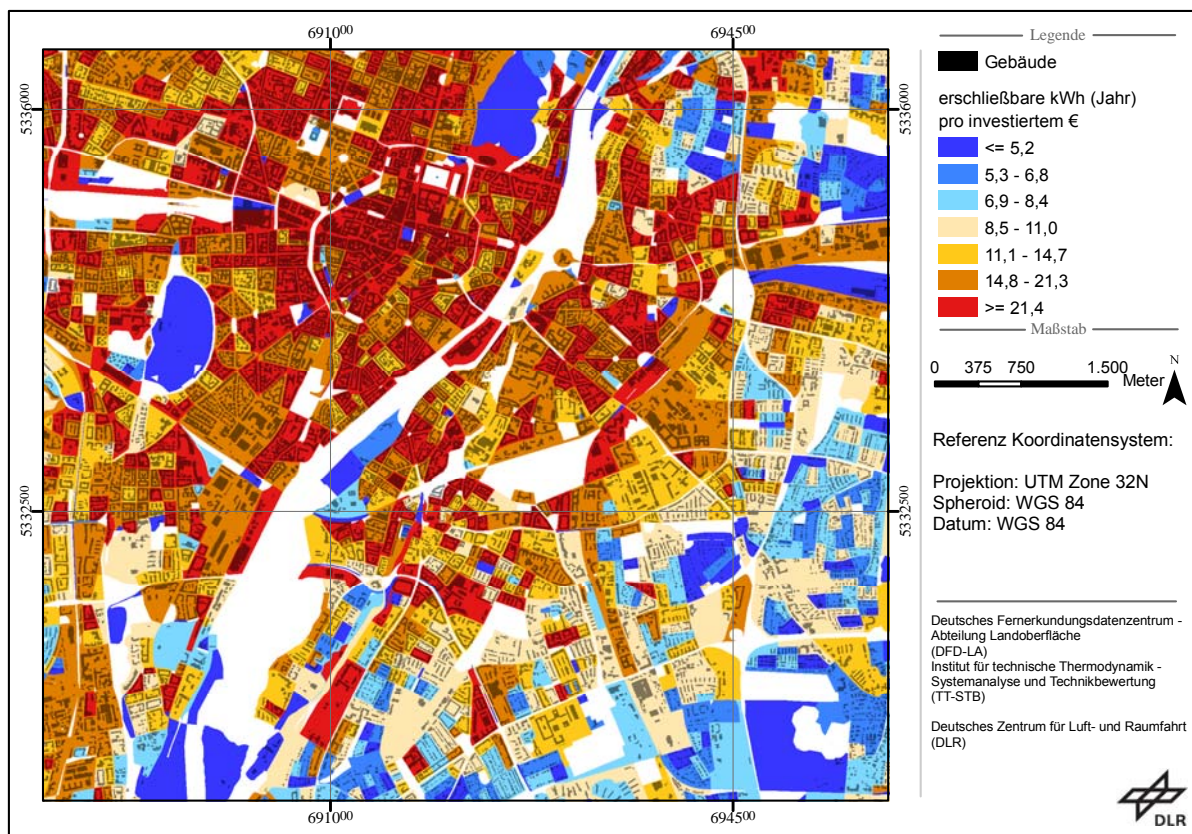 691000
694500
5336000
5336000
5332500
5332500
691000
694500
Legende
Gebäude
erschließbare kWh (Jahr)
pro investiertem €
<= 5,2
5,3 - 6,8
6,9 - 8,4
8,5 - 11,0
11,1 - 14,7
14,8 - 21,3
>= 21,4
Maßstab
0 375 750 1.500
Meter
N
Referenz Koordinatensystem:
Projektion: UTM Zone 32N
Spheroid: WGS 84
Datum: WGS 84
Deutsches Fernerkundungsdatenzentrum -
Abteilung Landoberfläche
(DFD-LA)
Institut für technische Thermodynamik -
Systemanalyse und Technikbewertung
(TT-STB)
Deutsches Zentrum für Luft- und Raumfahrt
(DLR)
DLR